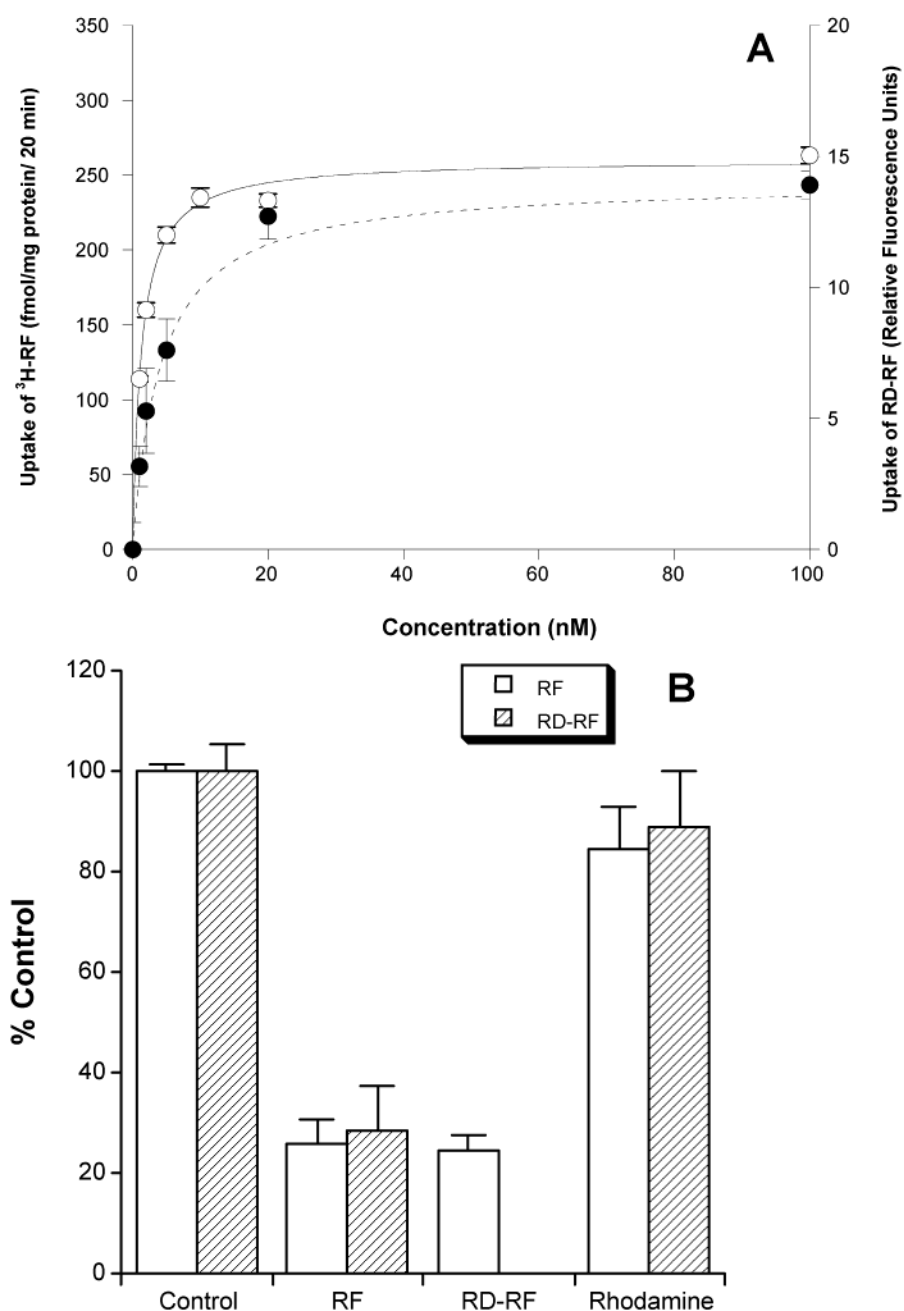 A
350
300
250
200
150
100
50
0
Uptake of ³H-RF (fmol/mg protein/ 20 min)
20
15
10
5
0
Uptake of RD-RF (Relative Fluorescence Units)
0
20
40
60
80
100
Concentration (nM)
B
RF
RD-RF
120
100
80
60
40
20
0
% Control
Control
RF
RD-RF
Rhodamine